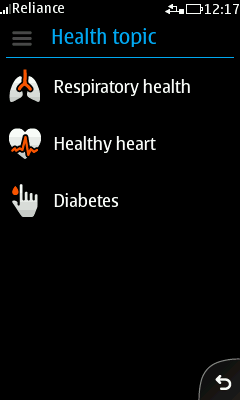 Reliance 12:17
Health topic
Respiratory health
Healthy heart
Diabetes